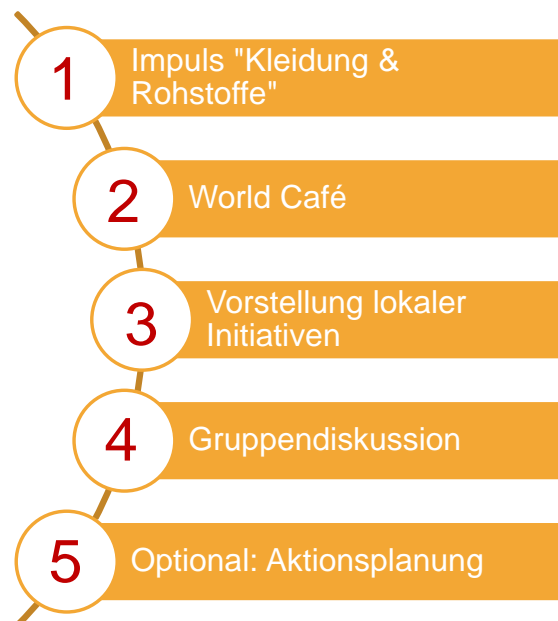 1
Impuls "Kleidung &
Rohstoffe"
2
World Café
3
Vorstellung lokaler
Initiativen
4
Gruppendiskussion
5
Optional: Aktionsplanung